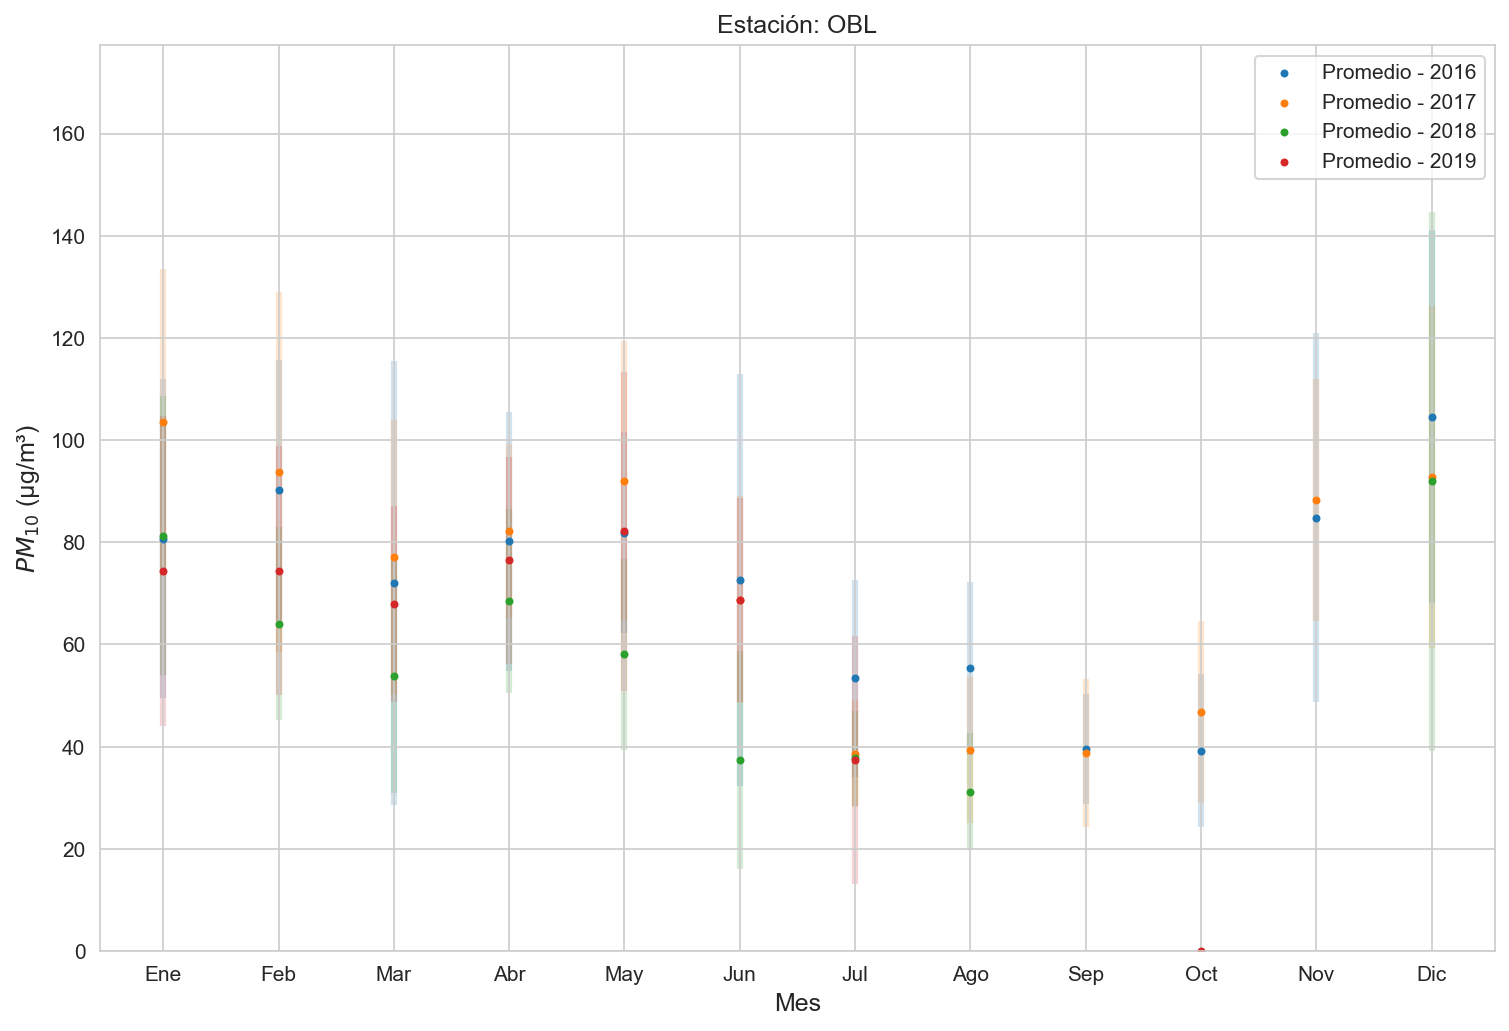 Estación: OBL
Promedio - 2016
Promedio - 2017
Promedio - 2018
Promedio - 2019
160
140
120
100
80
60
40
20
0
PM₁₀ (µg/m³)
Ene Feb Mar Abr May Jun Jul Ago Sep Oct Nov Dic
Mes